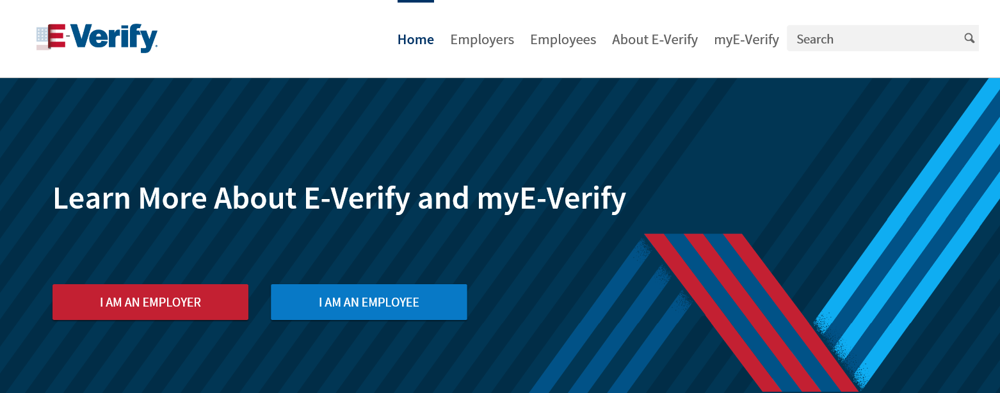 E-Verify
Home Employers Employees About E-Verify myE-Verify Search
Learn More About E-Verify and myE-Verify
I AM AN EMPLOYER I AM AN EMPLOYEE